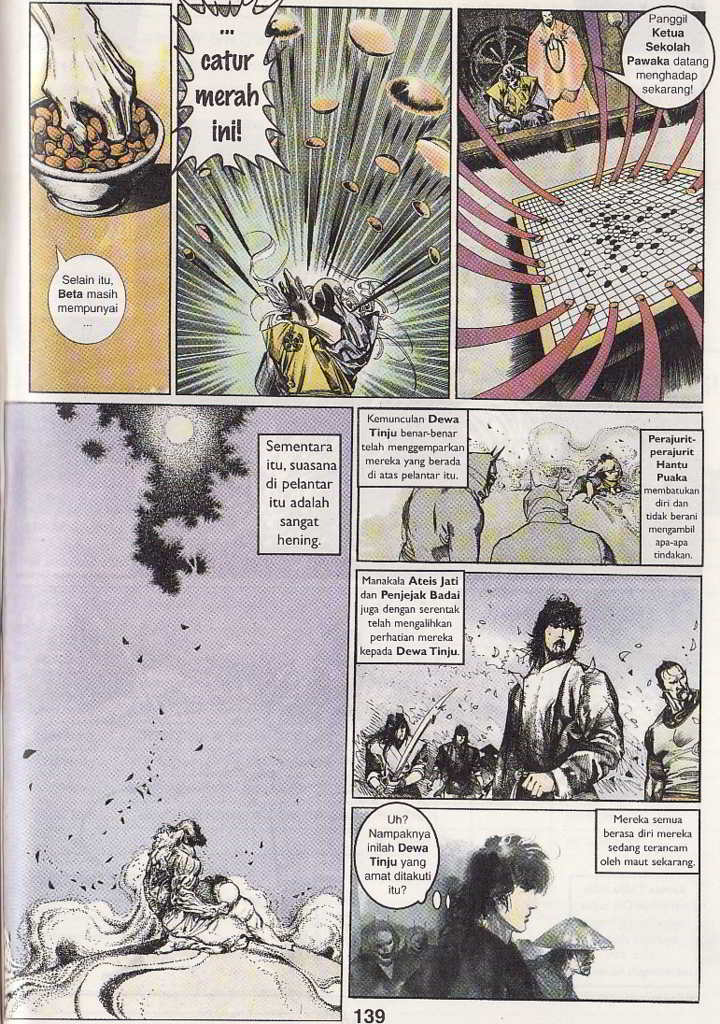 Selain itu,
Beta masih
mempunyai
...
...
catur
merah
ini!
Panggil
Ketua
Sekolah
Pawaka datang
menghadap
sekarang!
Sementara
itu, suasana
di pelantar
itu adalah
sangat
hening.
Kemunculan Dewa
Tinju benar-benar
telah menggemparkan
mereka yang berada
di atas pelantar itu.
Perajurit-
perajurit
Hantu
Puaka
membatukan
diri dan
tidak berani
mengambil
apa-apa
tindakan.
Manakala Ateis Jati
dan Penjejak Badai
juga dengan serentak
telah mengalihkan
perhatian mereka
kepada Dewa Tinju.
Uh?
Nampaknya
inilah Dewa
Tinju yang
amat ditakuti
itu?
Mereka semua
berasa diri mereka
sedang terancam
oleh maut sekarang.
139